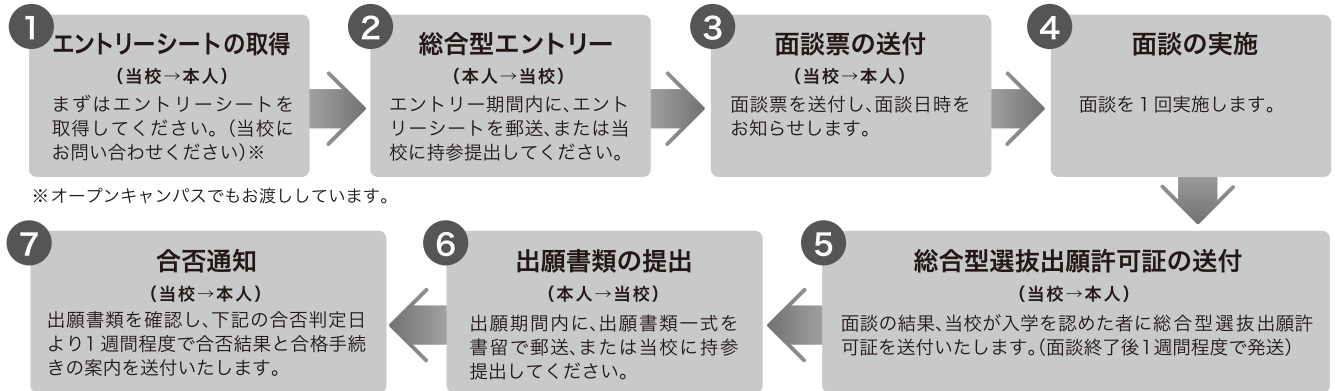 1
エントリーシートの取得
（当校→本人）
まずはエントリーシートを
取得してください。（当校に
お問い合わせください）※
2
総合型エントリー
（本人→当校）
エントリー期間内に、エント
リーシートを郵送、または当
校に持参提出してください。
3
面談票の送付
（当校→本人）
面談票を送付し、面談日時を
お知らせします。
4
面談の実施
面談を1回実施します。
※オープンキャンパスでもお渡ししています。
5
総合型選抜出願許可証の送付
（当校→本人）
面談の結果、当校が入学を認めた者に総合型選抜出願許
可証を送付いたします。（面談終了後1週間程度で発送）
6
出願書類の提出
（本人→当校）
出願期間内に、出願書類一式を
書留で郵送、または当校に持参
提出してください。
7
合否通知
（当校→本人）
出願書類を確認し、下記の合否判定日
より1週間程度で合否結果と合格手続
きの案内を送付いたします。